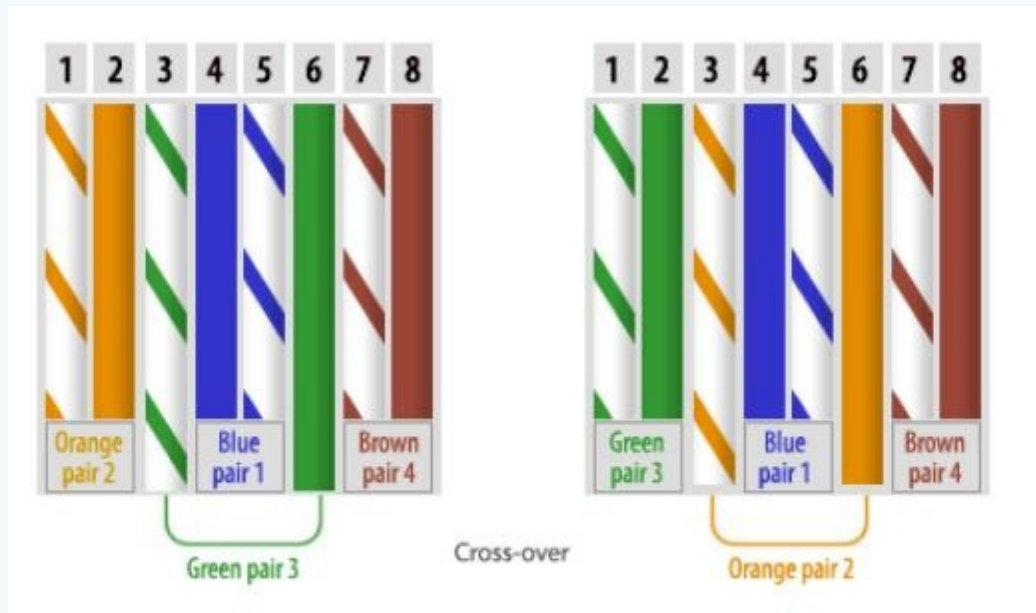 1 2 3 4 5 6 7 8
1 2 3 4 5 6 7 8
Orange
pair 2
Blue
pair 1
Brown
pair 4
Green pair 3
Cross-over
Green
pair 3
Blue
pair 1
Brown
pair 4
Orange pair 2